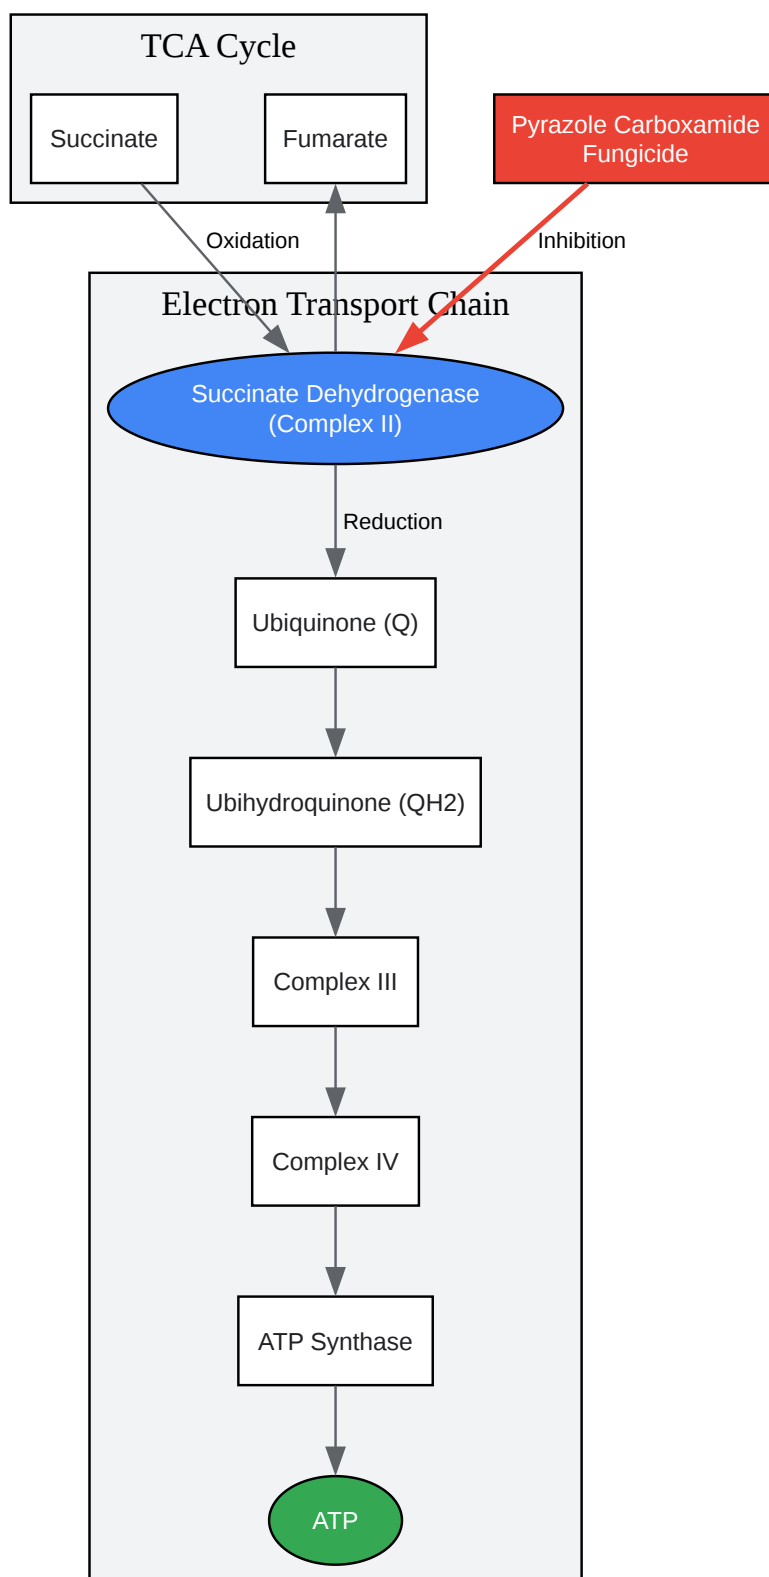 TCA Cycle
Succinate
Fumarate
Pyrazole Carboxamide
Fungicide
Oxidation
Inhibition
Electron Transport Chain
Succinate Dehydrogenase
(Complex II)
Reduction
Ubiquinone (Q)
Ubihydroquinone (QH2)
Complex III
Complex IV
ATP Synthase
ATP